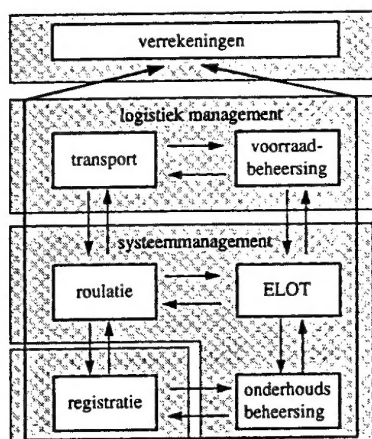 verrekeningen
logistiek management
transport
voorraad-
beheersing
systeemmanagement
roulatie
ELOT
registratie
onderhouds
beheersing